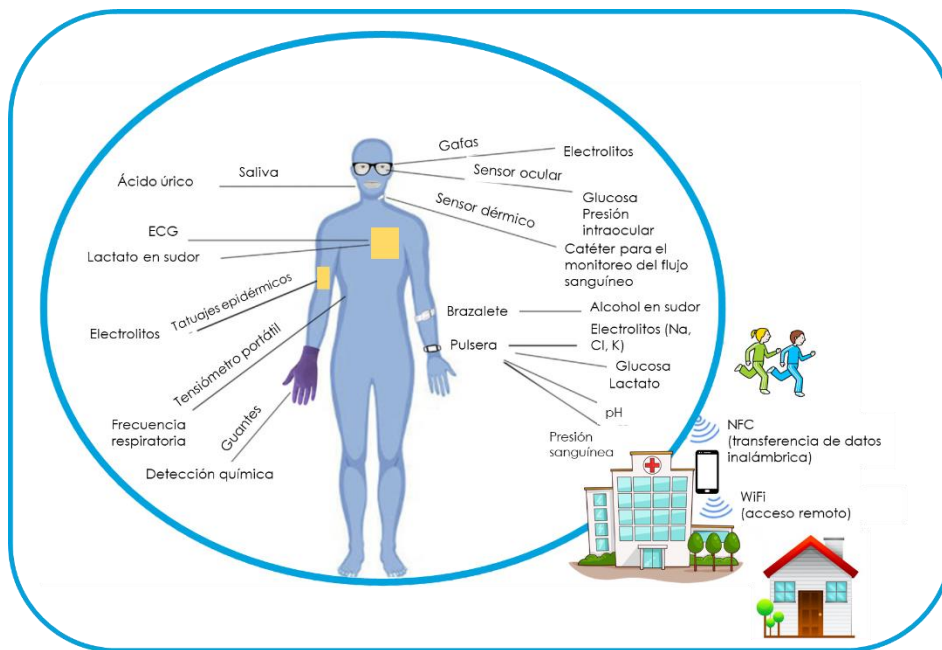 Gafas
Electrolitos
Saliva
Sensor ocular
Ácido úrico
Glucosa
Presión
intraocular
Sensor dérmico
ECG
Catéter para el
monitoreo del flujo
sanguíneo
Lactato en sudor
Tatuajes epidérmicos
Electrolitos
Brazalete
Alcohol en sudor
Pulsera
Electrolitos (Na,
Cl, K)
Glucosa
Lactato
Tensiómetro portátil
pH
Frecuencia
respiratoria
Guantes
Presión
sanguínea
Detección química
NFC
(transferencia de datos
inalámbrica)
WiFi
(acceso remoto)